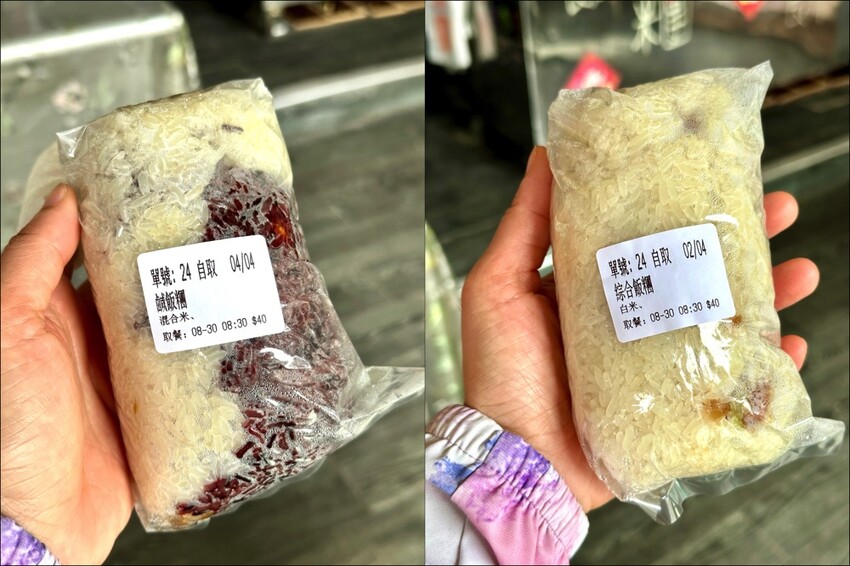 單號: 24 自取 04/04
鹹飯糰
混合米、
取餐: 08-30 08:30 $40
單號: 24 自取 02/04
綜合飯糰
白米、
取餐: 08-30 08:30 $40